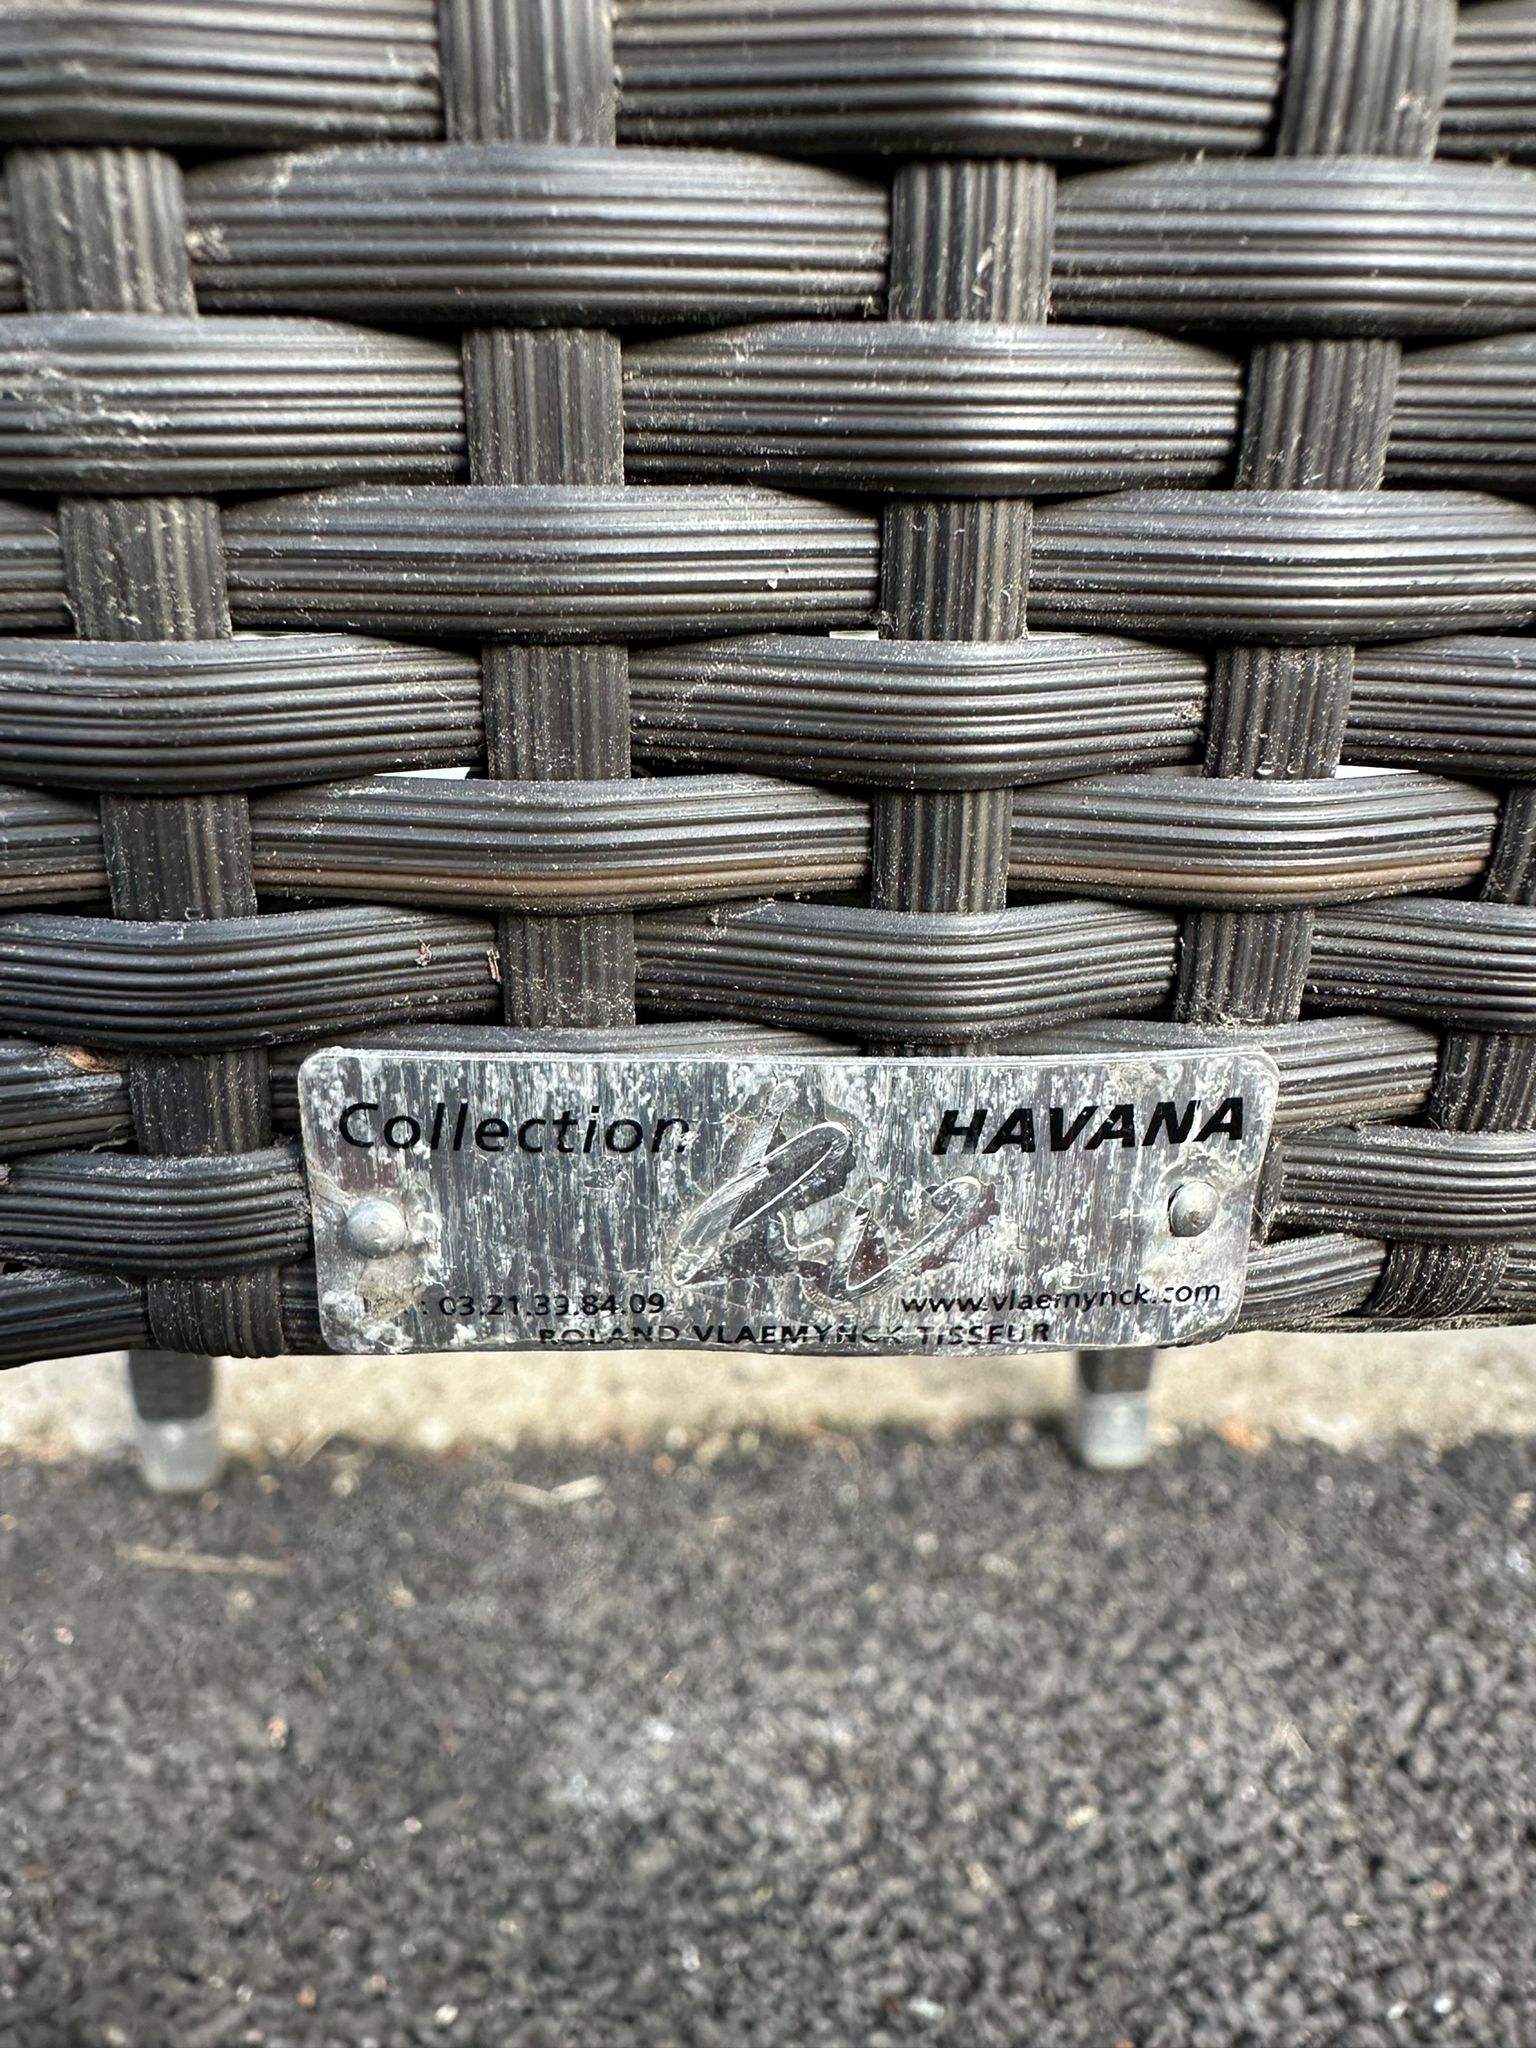 Collection HAVANA
: 03.21.39.84.09 www.vlaemynck.com
ROLAND VLAEMYNCK TISSEUR